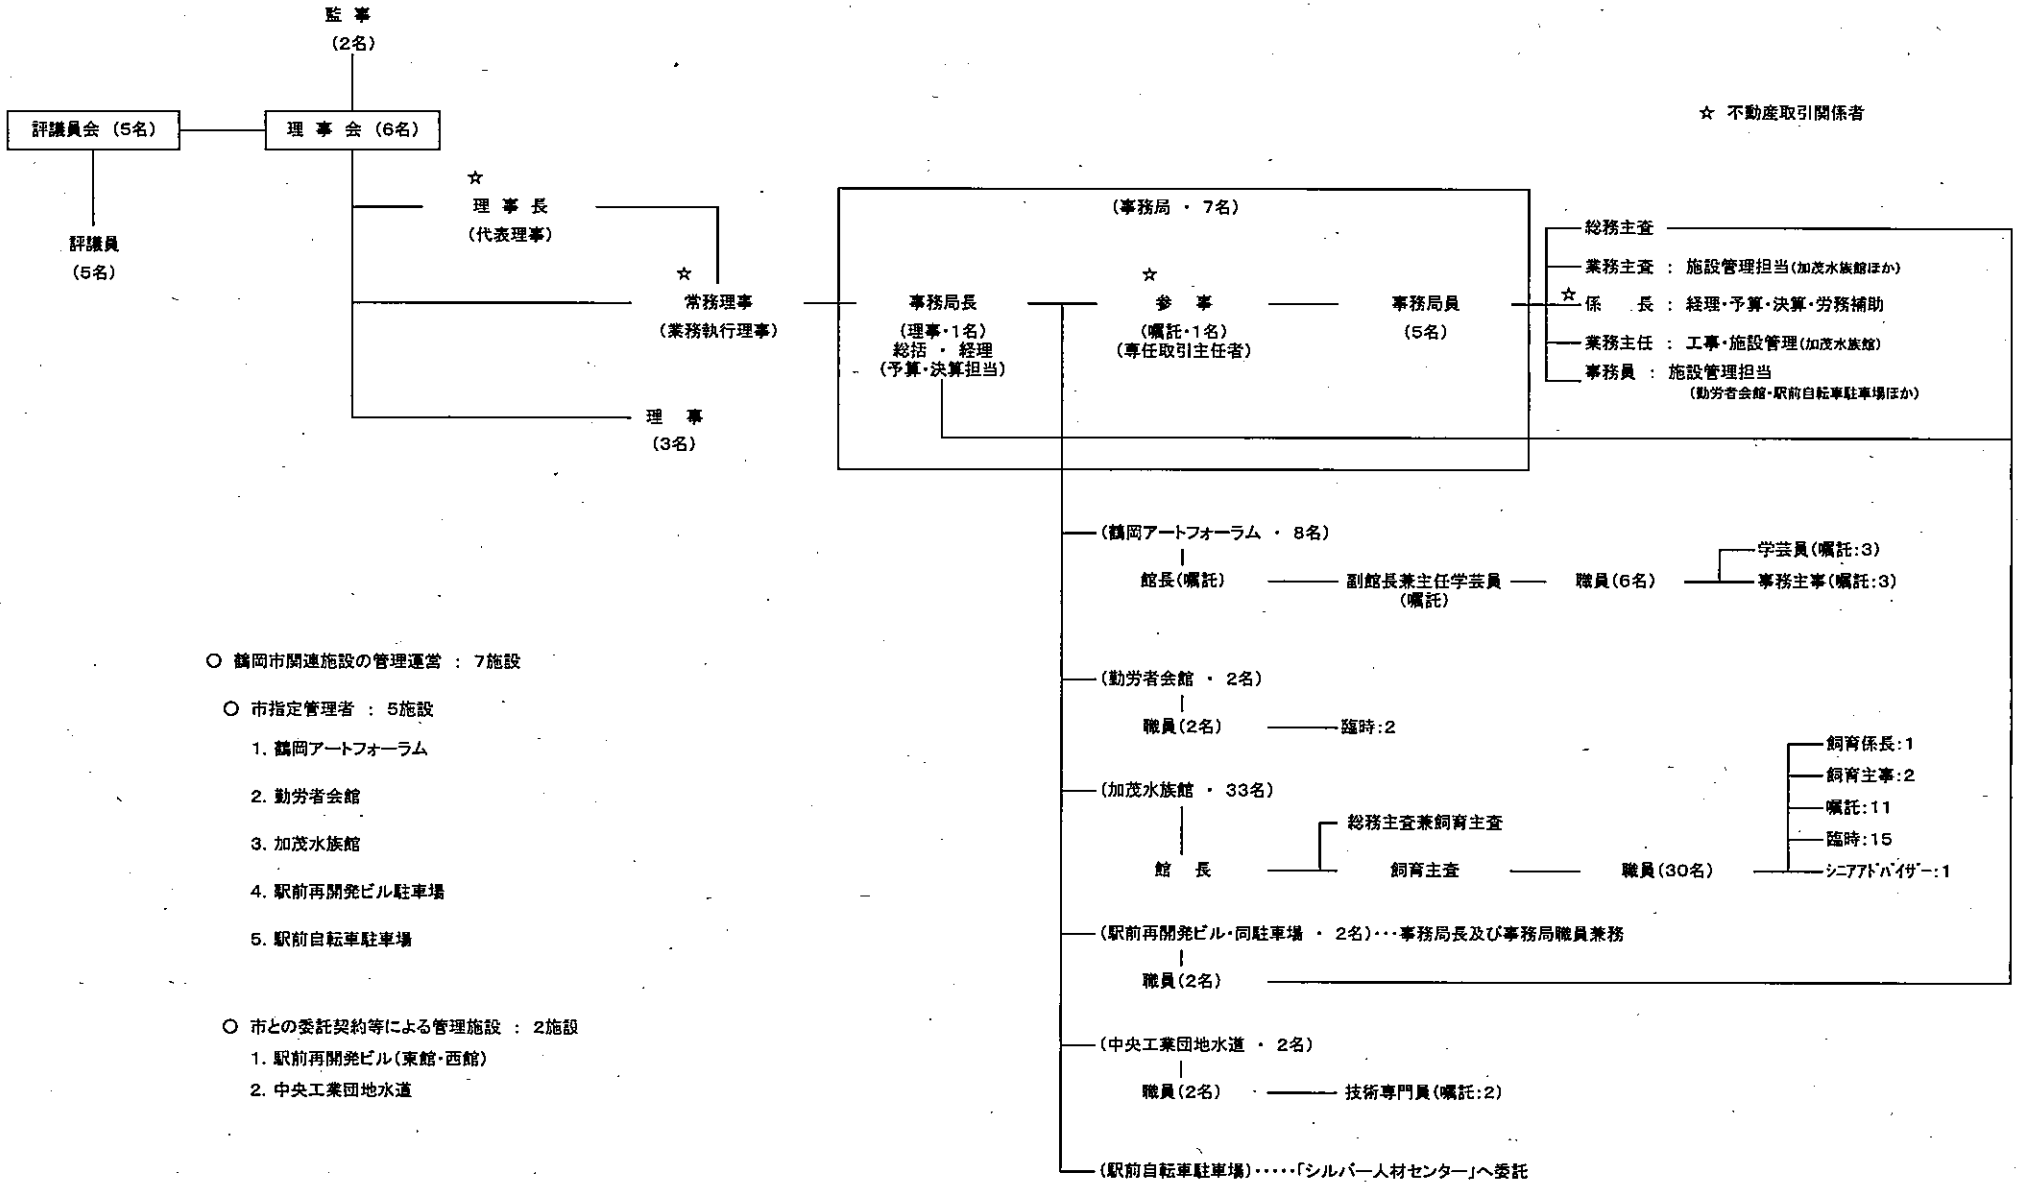 監 事
(2名)
評議員会 (5名)
理 事 会 (6名)
☆ 不動産取引関係者
評議員
(5名)
☆
理 事 長
(代表理事)
☆
常務理事
(業務執行理事)
理 事
(3名)
(事務局 ・ 7名)
事務局長
(理事・1名)
総括 ・ 経理
(予算・決算担当)
☆
参 事
(嘱託・1名)
(専任取引主任者)
事務局員
(5名)
総務主査
業務主査 : 施設管理担当(加茂水族館ほか)
☆ 係 長 : 経理・予算・決算・労務補助
業務主任 : 工事・施設管理(加茂水族館)
事務員 : 施設管理担当
(勤労者会館・駅前自転車駐車場ほか)
(鶴岡アートフォーラム ・ 8名)
館長(嘱託)
副館長兼主任学芸員
(嘱託)
職員(6名)
学芸員(嘱託:3)
事務主事(嘱託:3)
(勤労者会館 ・ 2名)
職員(2名)
臨時:2
(加茂水族館 ・ 33名)
館 長
総務主査兼飼育主査
飼育主査
職員(30名)
飼育係長:1
飼育主事:2
嘱託:11
臨時:15
シニアアドバイザー:1
(駅前再開発ビル・同駐車場 ・ 2名)・・・事務局長及び事務局職員兼務
職員(2名)
(中央工業団地水道 ・ 2名)
職員(2名)
技術専門員(嘱託:2)
(駅前自転車駐車場)・・・・・「シルバー人材センター」へ委託
○ 鶴岡市関連施設の管理運営 : 7施設
○ 市指定管理者 : 5施設
1. 鶴岡アートフォーラム
2. 勤労者会館
3. 加茂水族館
4. 駅前再開発ビル駐車場
5. 駅前自転車駐車場
○ 市との委託契約等による管理施設 : 2施設
1. 駅前再開発ビル(東館・西館)
2. 中央工業団地水道